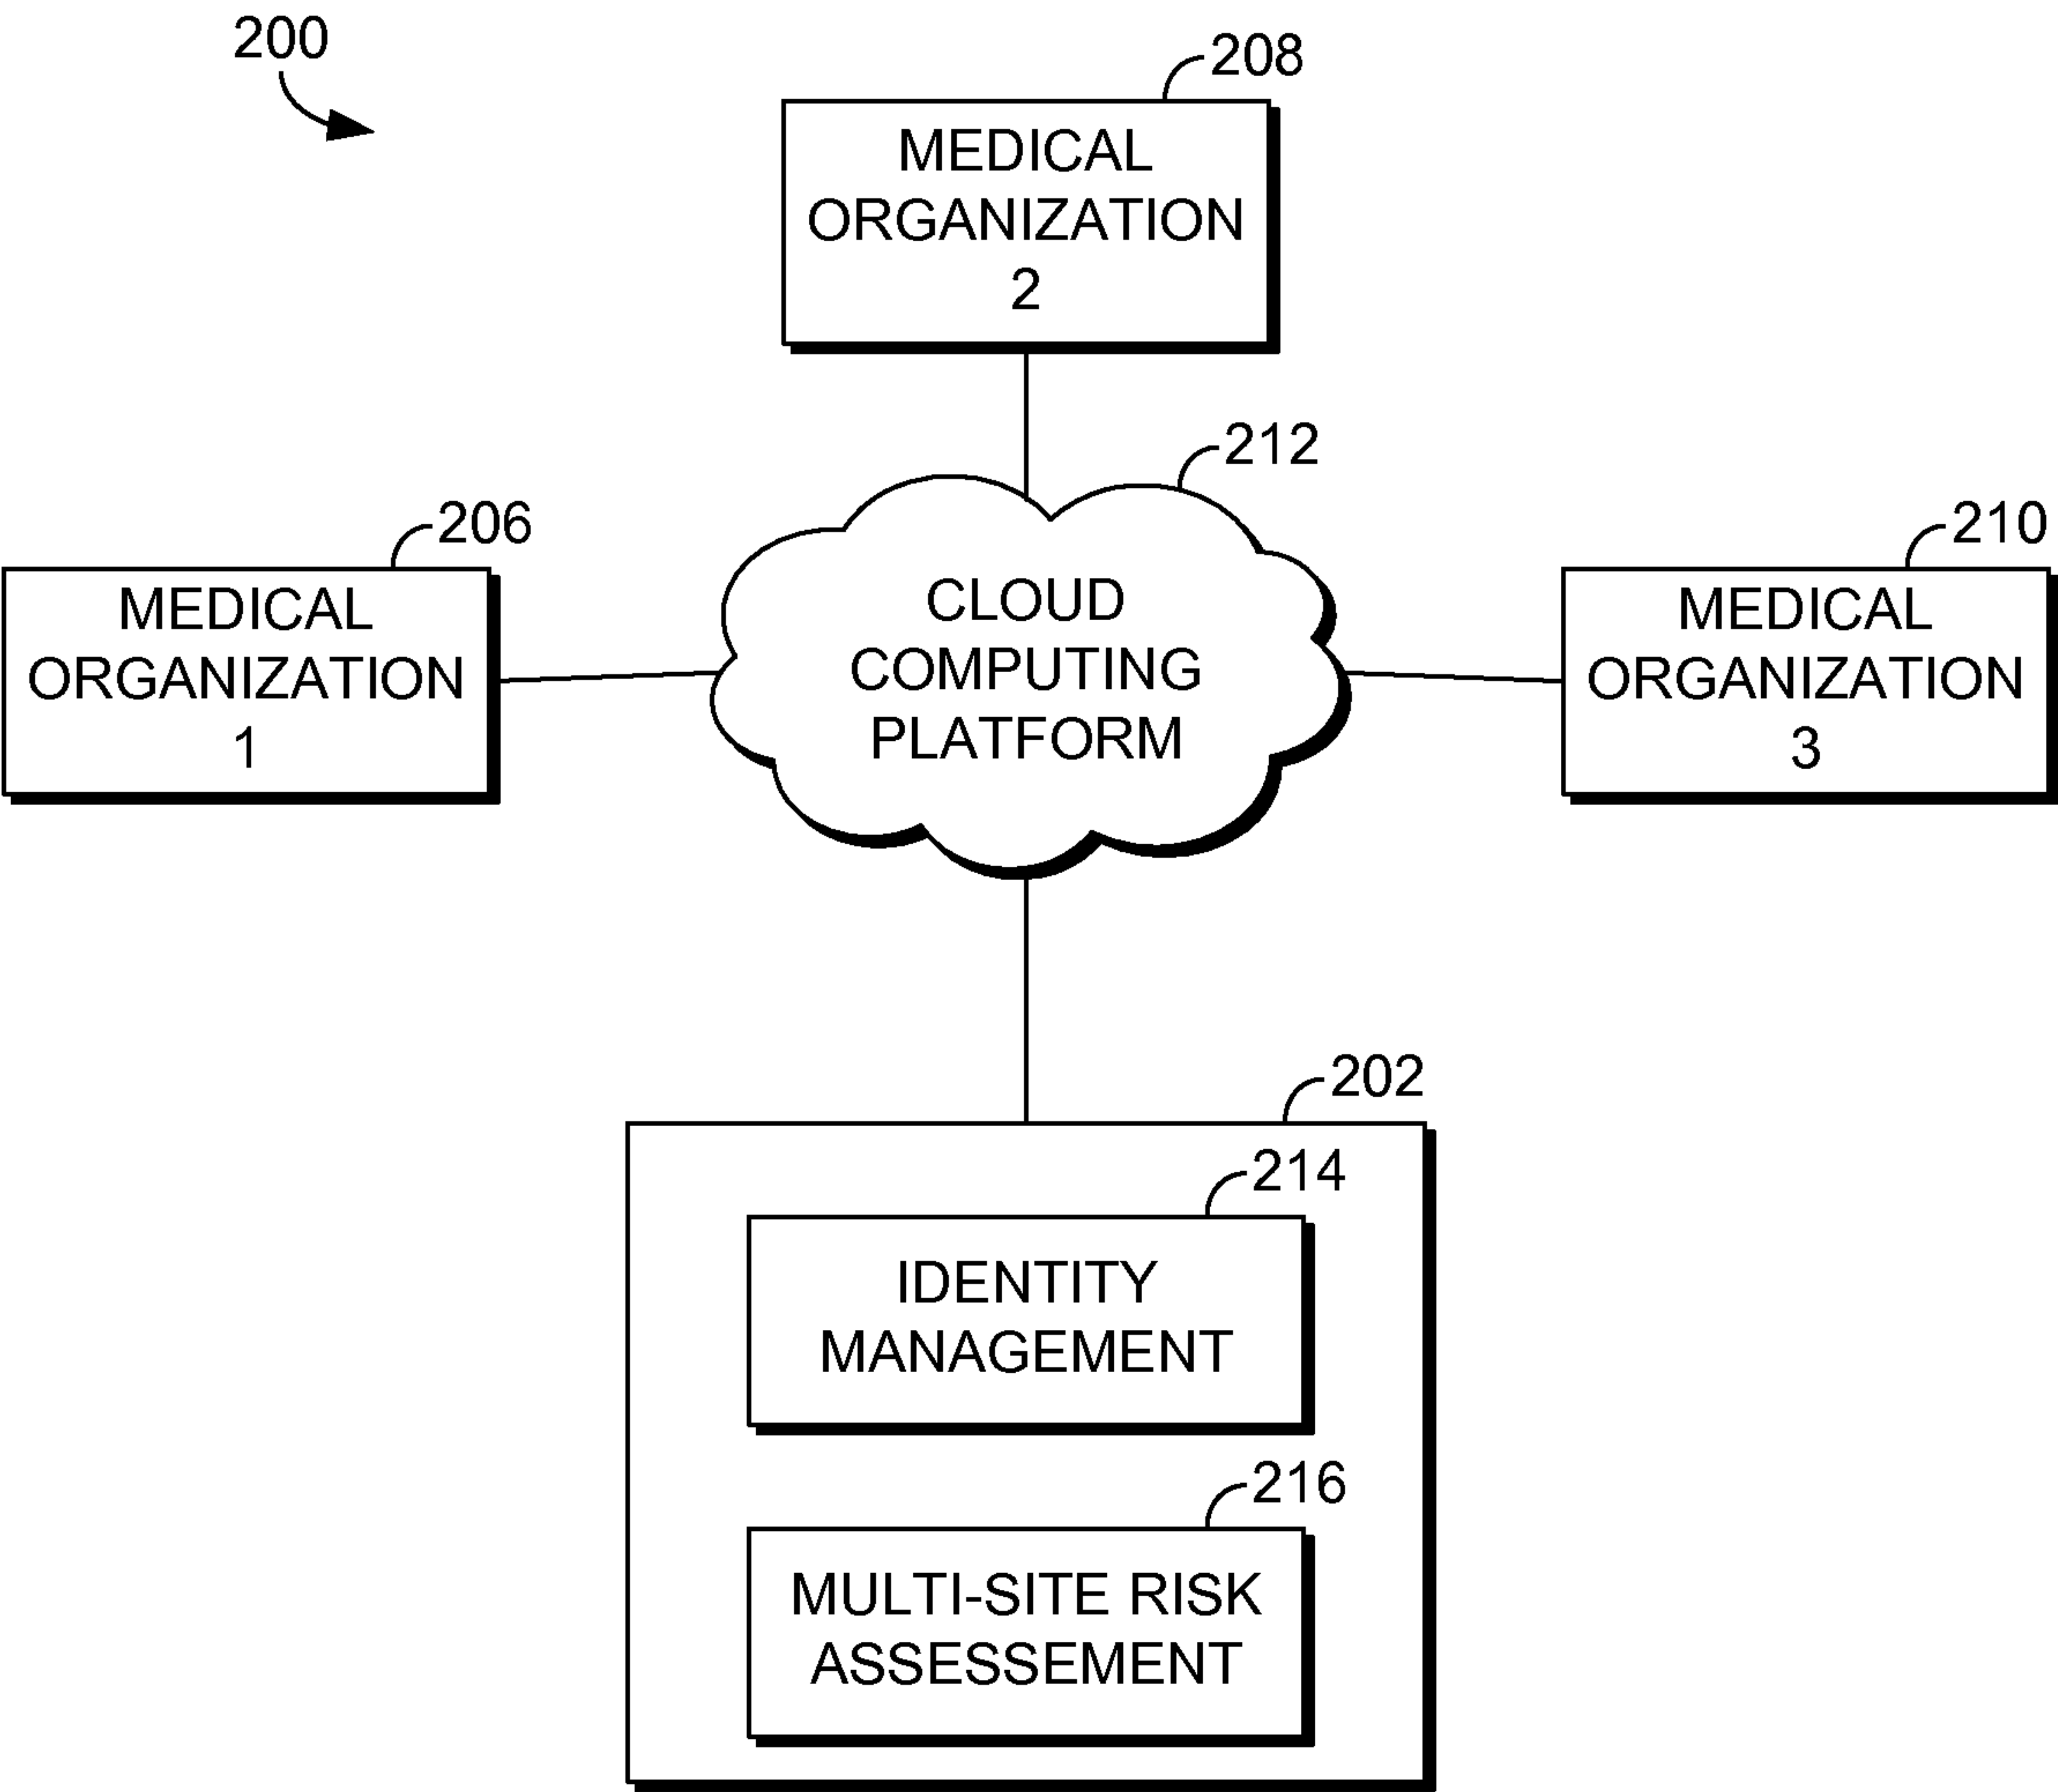 200
208
MEDICAL
ORGANIZATION
2
212
206
210
MEDICAL
ORGANIZATION
1
CLOUD
COMPUTING
PLATFORM
MEDICAL
ORGANIZATION
3
202
214
IDENTITY
MANAGEMENT
216
MULTI-SITE RISK
ASSESSEMENT